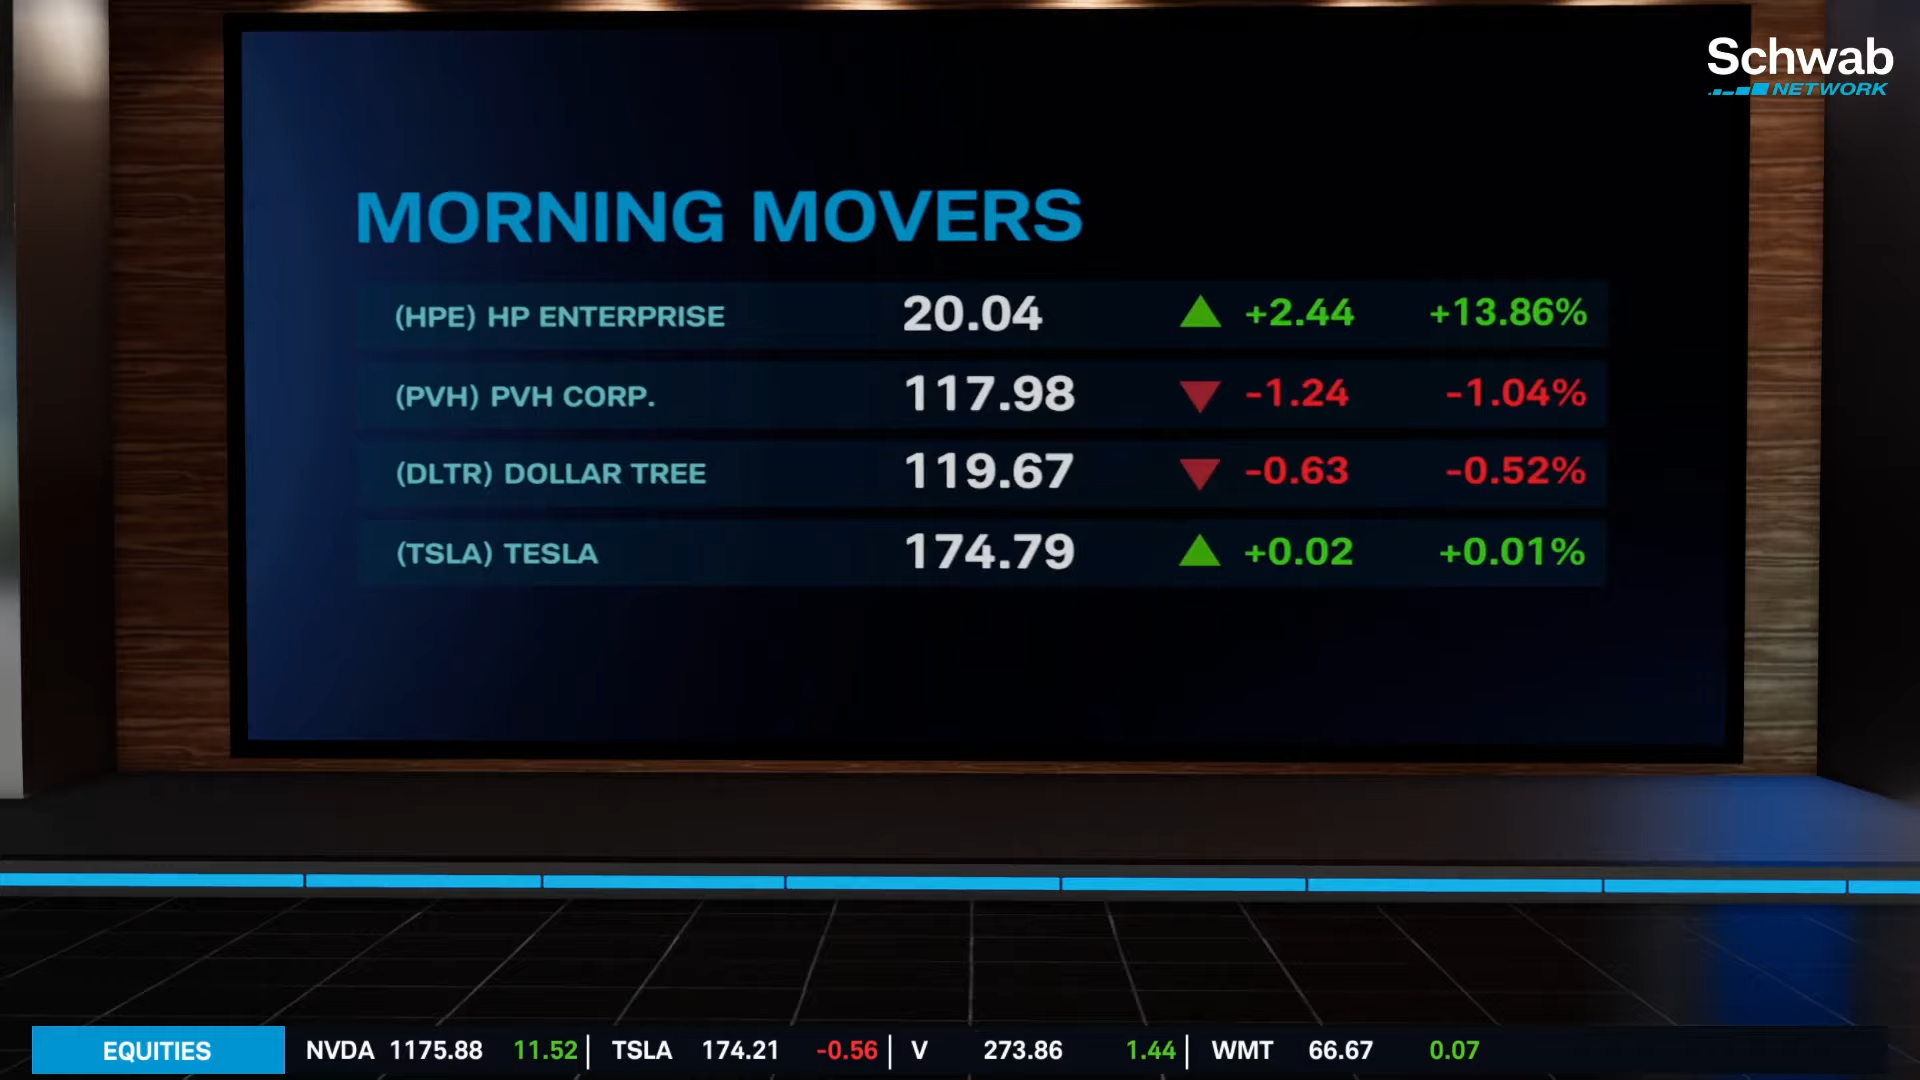 Schwab
NETWORK
MORNING MOVERS
(HPE) HP ENTERPRISE 20.04 +2.44 +13.86%
(PVH) PVH CORP. 117.98 -1.24 -1.04%
(DLTR) DOLLAR TREE 119.67 -0.63 -0.52%
(TSLA) TESLA 174.79 +0.02 +0.01%
EQUITIES NVDA 1175.88 11.52 | TSLA 174.21 -0.56 | V 273.86 1.44 | WMT 66.67 0.07